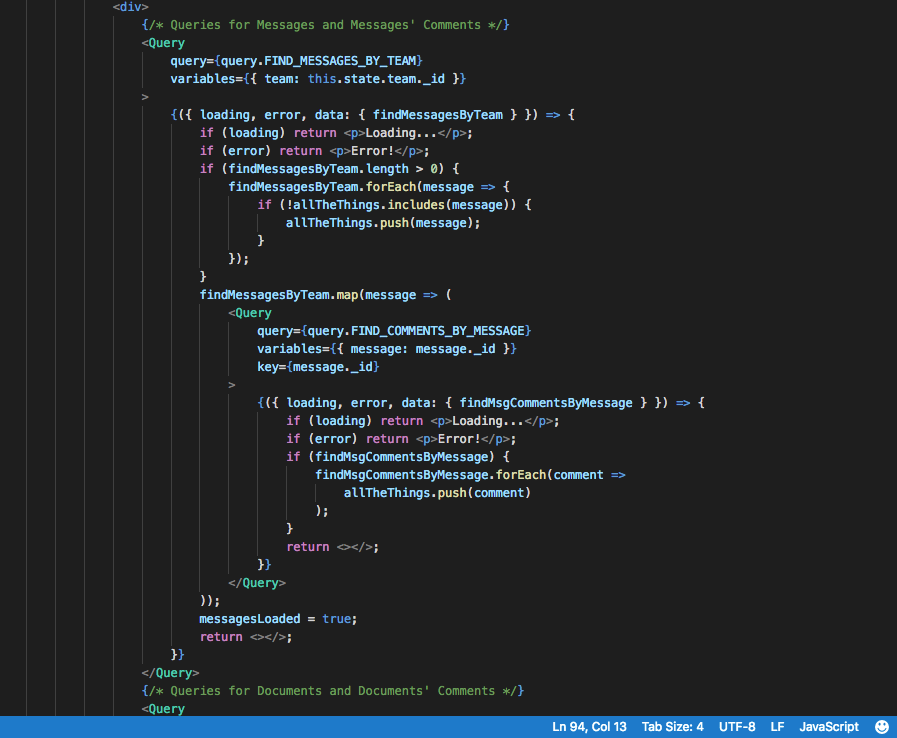 <div>
{/* Queries for Messages and Messages' Comments */}
<Query
query={query.FIND_MESSAGES_BY_TEAM}
variables={{ team: this.state.team._id }}
>
{({ loading, error, data: { findMessagesByTeam } }) => {
if (loading) return <p>Loading...</p>;
if (error) return <p>Error!</p>;
if (findMessagesByTeam.length > 0) {
findMessagesByTeam.forEach(message => {
if (!allTheThings.includes(message)) {
allTheThings.push(message);
}
});
}
findMessagesByTeam.map(message => (
<Query
query={query.FIND_COMMENTS_BY_MESSAGE}
variables={{ message: message._id }}
key={message._id}
>
{({ loading, error, data: { findMsgCommentsByMessage } }) => {
if (loading) return <p>Loading...</p>;
if (error) return <p>Error!</p>;
if (findMsgCommentsByMessage) {
findMsgCommentsByMessage.forEach(comment =>
allTheThings.push(comment)
);
}
return <></>;
}}
</Query>
));
messagesLoaded = true;
return <></>;
}}
</Query>
{/* Queries for Documents and Documents' Comments */}
<Query
Ln 94, Col 13 Tab Size: 4 UTF-8 LF JavaScript